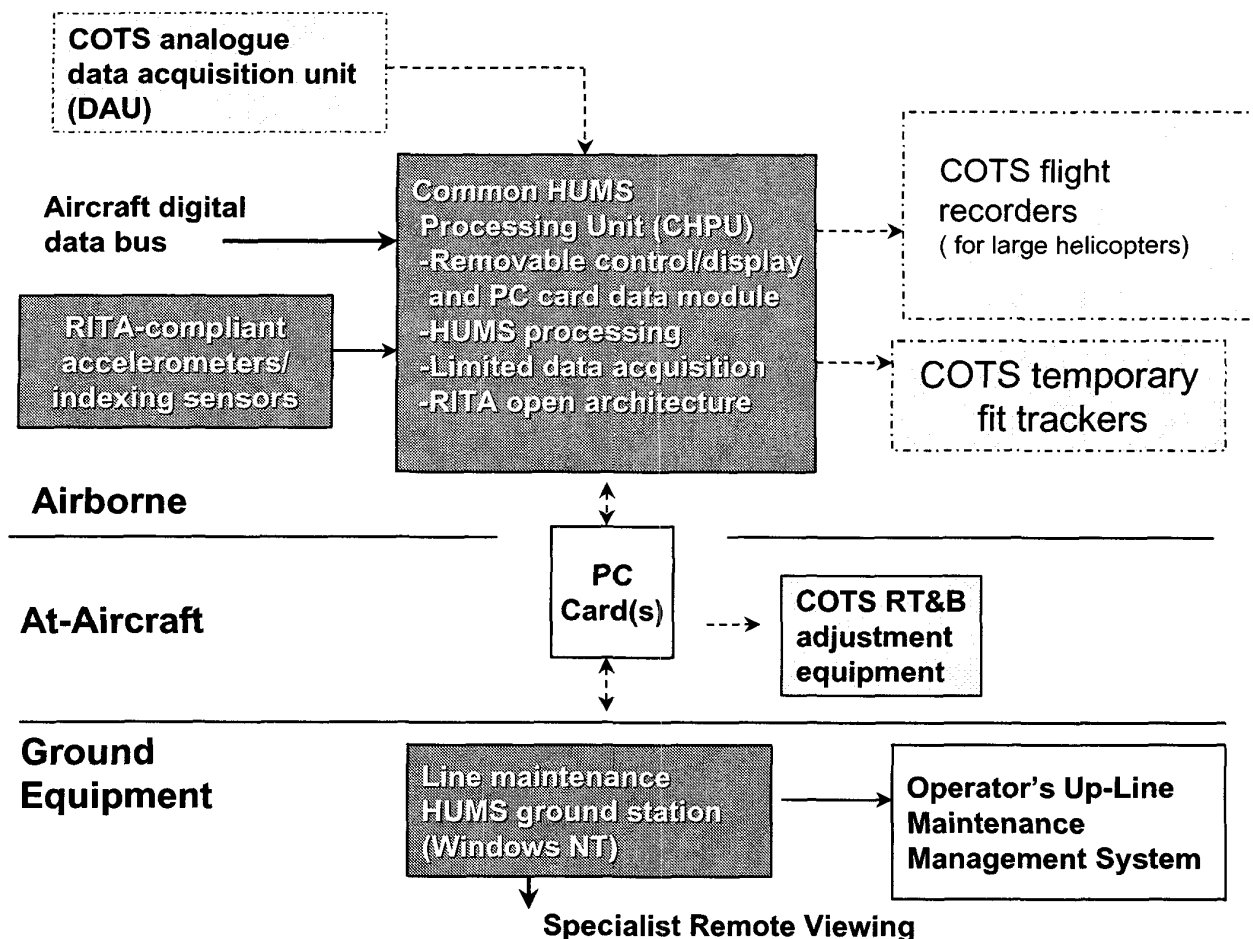 COTS analogue
data acquisition unit
(DAU)
Aircraft digital
data bus
RITA-compliant
accelerometers/
indexing sensors
Common HUMS
Processing Unit (CHPU)
-Removable control/display
and PC card data module
-HUMS processing
-Limited data acquisition
-RITA open architecture
COTS flight
recorders
( for large helicopters)
COTS temporary
fit trackers
Airborne
PC
Card(s)
At-Aircraft
COTS RT&B
adjustment
equipment
Ground
Equipment
Line maintenance
HUMS ground station
(Windows NT)
Operator's Up-Line
Maintenance
Management System
Specialist Remote Viewing